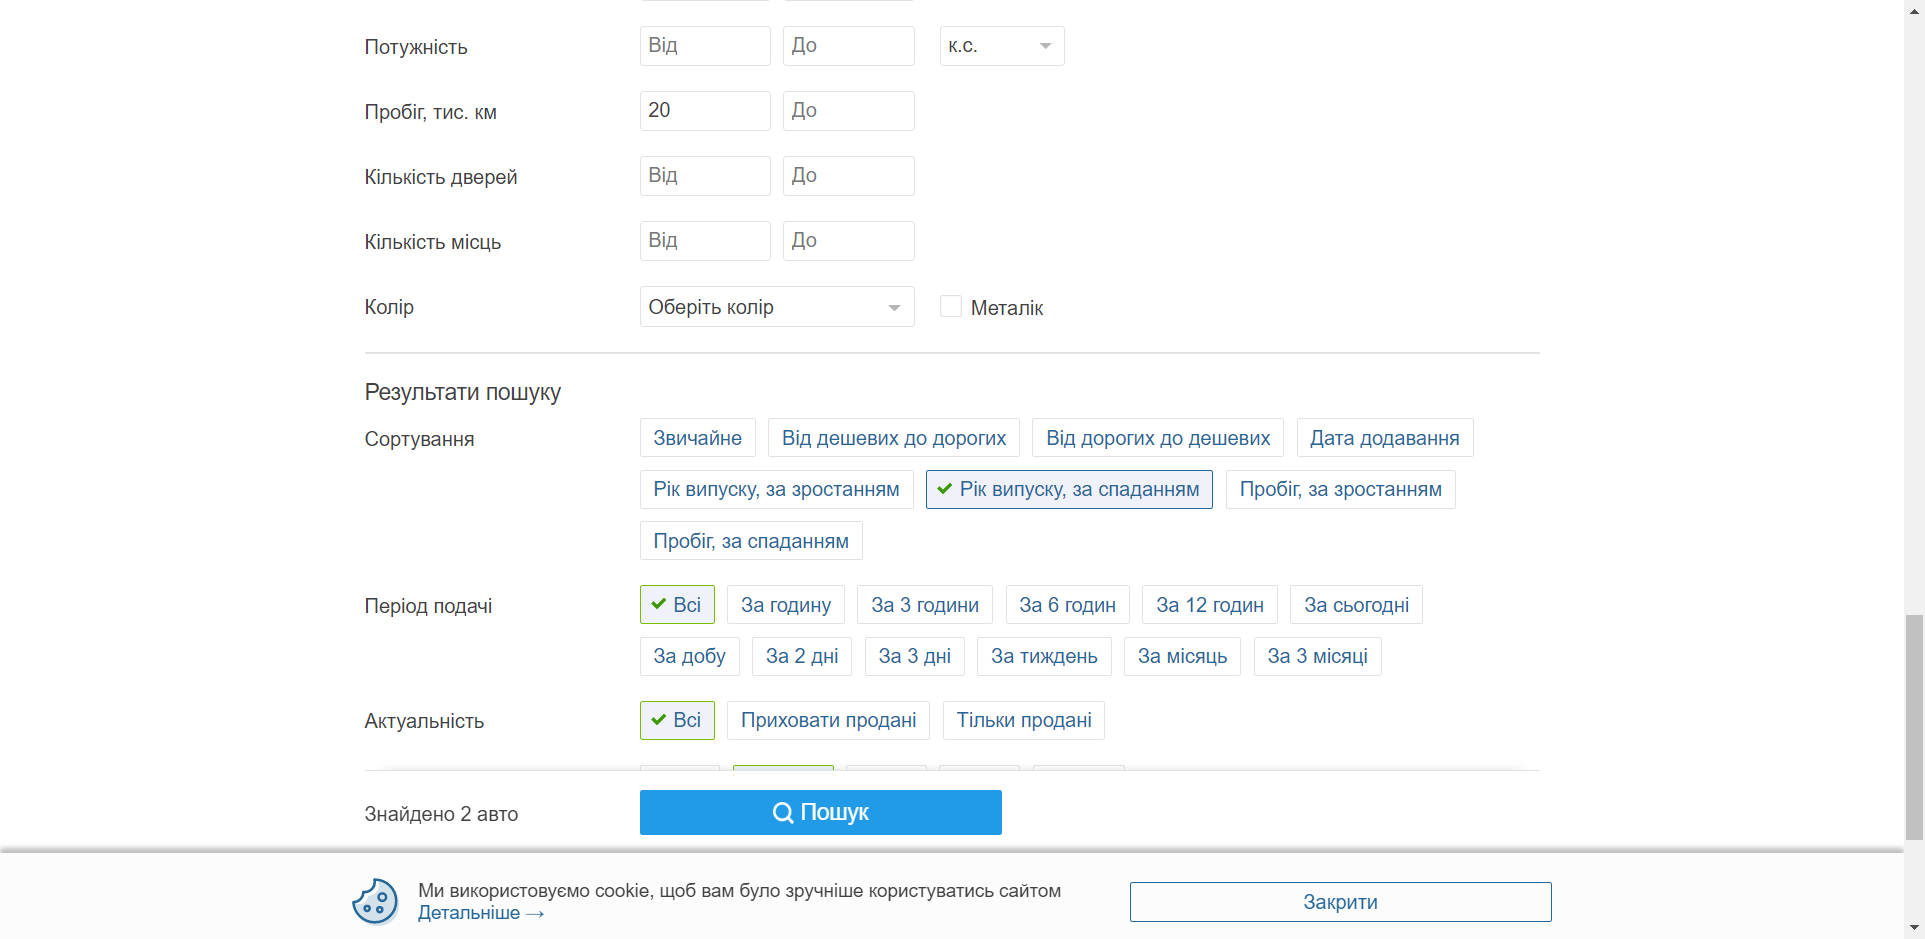 Потужність Від До к.с.
Пробіг, тис. км 20 До
Кількість дверей Від До
Кількість місць Від До
Колір Оберіть колір Металік
Результати пошуку
Сортування Звичайне Від дешевих до дорогих Від дорогих до дешевих Дата додавання
Рік випуску, за зростанням Рік випуску, за спаданням Пробіг, за зростанням
Пробіг, за спаданням
Період подачі Всі За годину За 3 години За 6 годин За 12 годин За сьогодні
За добу За 2 дні За 3 дні За тиждень За місяць За 3 місяці
Актуальність Всі Приховати продані Тільки продані
Знайдено 2 авто Пошук
Ми використовуємо cookie, щоб вам було зручніше користуватись сайтом
Детальніше →
Закрити